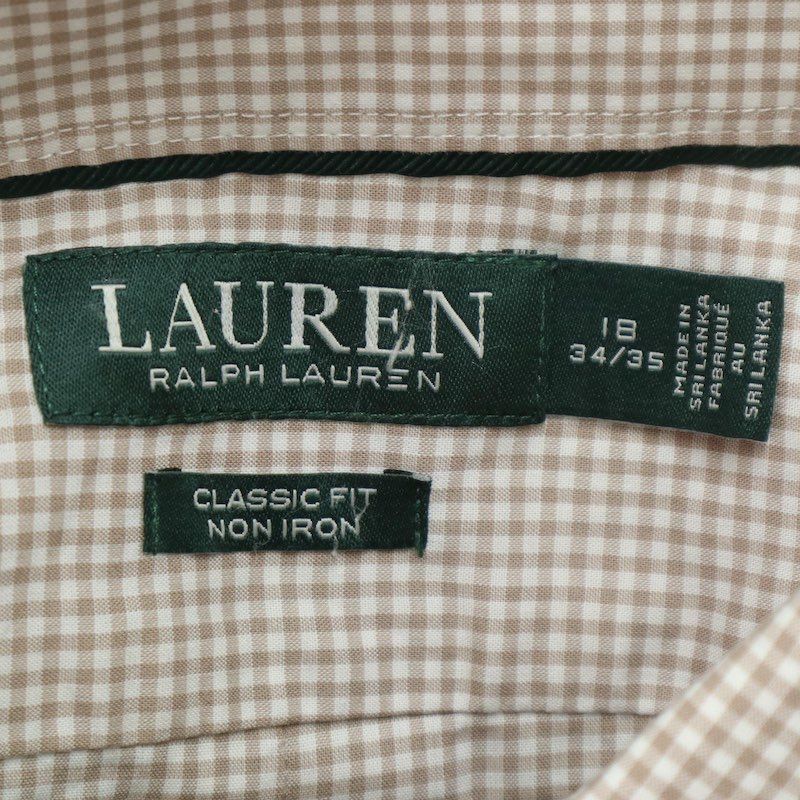 LAUREN
RALPH LAUREN
18
34/35
MADE IN
SRI LANKA
FABRIQUÉ
AU
SRI LANKA
CLASSIC FIT
NON IRON